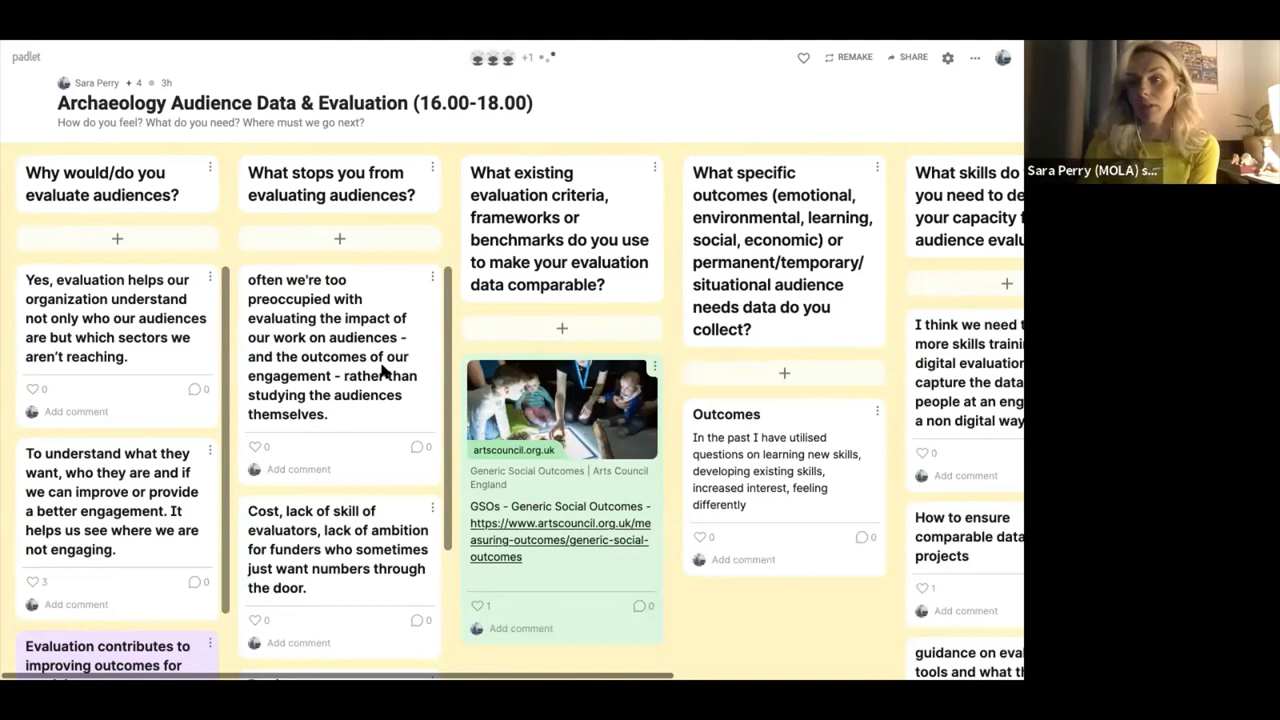 padlet
+1
REMAKE
SHARE
Sara Perry + 4 3h
Archaeology Audience Data & Evaluation (16.00-18.00)
How do you feel? What do you need? Where must we go next?
Sara Perry (MOLA) s...
Why would/do you
evaluate audiences?
+
Yes, evaluation helps our
organization understand
not only who our audiences
are but which sectors we
aren't reaching.
0
0
Add comment
To understand what they
want, who they are and if
we can improve or provide
a better engagement. It
helps us see where we are
not engaging.
3
0
Add comment
Evaluation contributes to
improving outcomes for
What stops you from
evaluating audiences?
+
often we're too
preoccupied with
evaluating the impact of
our work on audiences -
and the outcomes of our
engagement - rather than
studying the audiences
themselves.
0
0
Add comment
Cost, lack of skill of
evaluators, lack of ambition
for funders who sometimes
just want numbers through
the door.
0
0
Add comment
What existing
evaluation criteria,
frameworks or
benchmarks do you use
to make your evaluation
data comparable?
+
artscouncil.org.uk
Generic Social Outcomes | Arts Council
England
GSOs - Generic Social Outcomes -
https://www.artscouncil.org.uk/me
asuring-outcomes/generic-social-
outcomes
1
0
Add comment
What specific
outcomes (emotional,
environmental, learning,
social, economic) or
permanent/temporary/
situational audience
needs data do you
collect?
+
Outcomes
In the past I have utilised
questions on learning new skills,
developing existing skills,
increased interest, feeling
differently
0
0
Add comment
What skills do
you need to de
your capacity f
audience evalu
+
I think we need t
more skills traini
digital evaluation
capture the data
people at an eng
a non digital way
0
Add comment
How to ensure
comparable data
projects
1
Add comment
guidance on eval
tools and what th